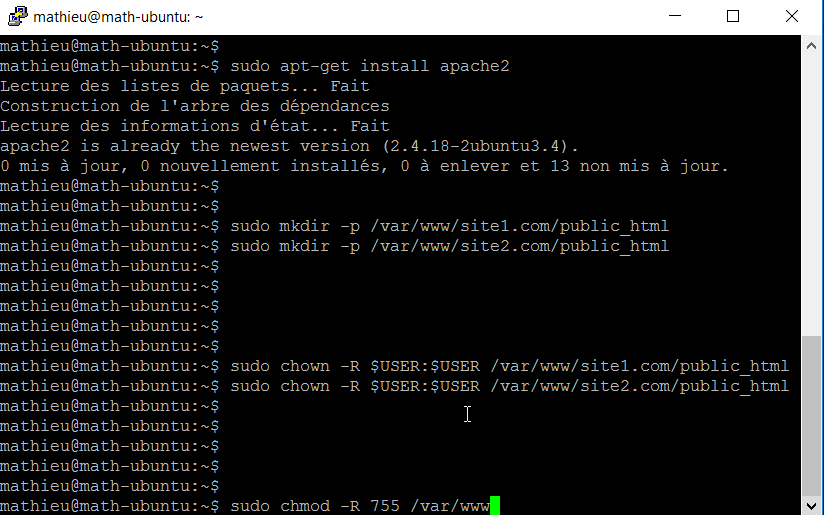 mathieu@math-ubuntu: ~
mathieu@math-ubuntu:~$
mathieu@math-ubuntu:~$ sudo apt-get install apache2
Lecture des listes de paquets... Fait
Construction de l'arbre des dépendances
Lecture des informations d'état... Fait
apache2 is already the newest version (2.4.18-2ubuntu3.4).
0 mis à jour, 0 nouvellement installés, 0 à enlever et 13 non mis à jour.
mathieu@math-ubuntu:~$
mathieu@math-ubuntu:~$
mathieu@math-ubuntu:~$ sudo mkdir -p /var/www/site1.com/public_html
mathieu@math-ubuntu:~$ sudo mkdir -p /var/www/site2.com/public_html
mathieu@math-ubuntu:~$
mathieu@math-ubuntu:~$
mathieu@math-ubuntu:~$
mathieu@math-ubuntu:~$
mathieu@math-ubuntu:~$
mathieu@math-ubuntu:~$ sudo chown -R $USER:$USER /var/www/site1.com/public_html
mathieu@math-ubuntu:~$ sudo chown -R $USER:$USER /var/www/site2.com/public_html
mathieu@math-ubuntu:~$
mathieu@math-ubuntu:~$
mathieu@math-ubuntu:~$
mathieu@math-ubuntu:~$
mathieu@math-ubuntu:~$
mathieu@math-ubuntu:~$ sudo chmod -R 755 /var/www